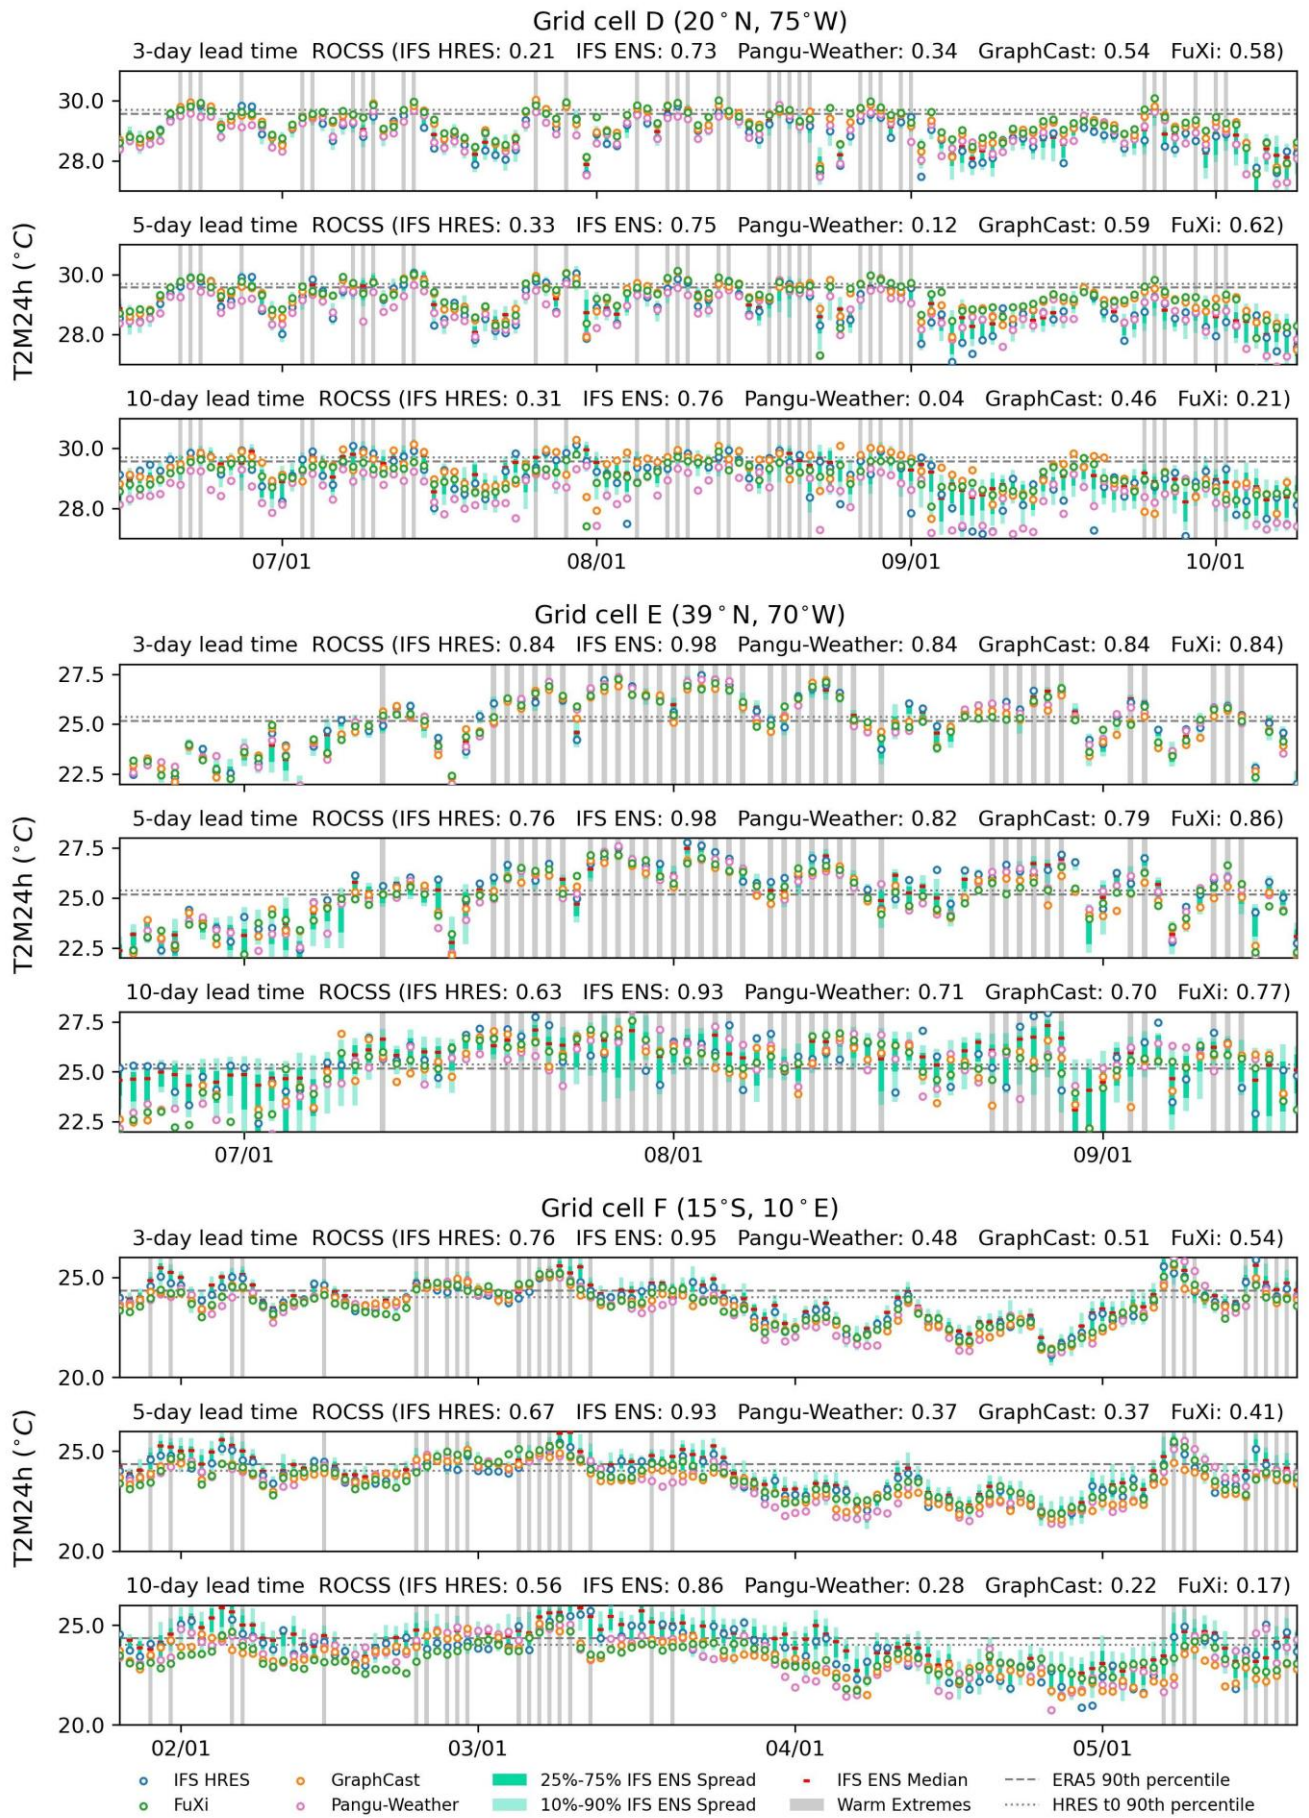 Grid cell D (20°N, 75°W)
3-day lead time ROCSS (IFS HRES: 0.21 IFS ENS: 0.73 Pangu-Weather: 0.34 GraphCast: 0.54 FuXi: 0.58)
30.0
28.0
5-day lead time ROCSS (IFS HRES: 0.33 IFS ENS: 0.75 Pangu-Weather: 0.12 GraphCast: 0.59 FuXi: 0.62)
T2M24h (°C)
30.0
28.0
10-day lead time ROCSS (IFS HRES: 0.31 IFS ENS: 0.76 Pangu-Weather: 0.04 GraphCast: 0.46 FuXi: 0.21)
30.0
28.0
07/01 08/01 09/01 10/01
Grid cell E (39°N, 70°W)
3-day lead time ROCSS (IFS HRES: 0.84 IFS ENS: 0.98 Pangu-Weather: 0.84 GraphCast: 0.84 FuXi: 0.84)
27.5
25.0
22.5
5-day lead time ROCSS (IFS HRES: 0.76 IFS ENS: 0.98 Pangu-Weather: 0.82 GraphCast: 0.79 FuXi: 0.86)
T2M24h (°C)
27.5
25.0
22.5
10-day lead time ROCSS (IFS HRES: 0.63 IFS ENS: 0.93 Pangu-Weather: 0.71 GraphCast: 0.70 FuXi: 0.77)
27.5
25.0
22.5
07/01 08/01 09/01
Grid cell F (15°S, 10°E)
3-day lead time ROCSS (IFS HRES: 0.76 IFS ENS: 0.95 Pangu-Weather: 0.48 GraphCast: 0.51 FuXi: 0.54)
25.0
20.0
5-day lead time ROCSS (IFS HRES: 0.67 IFS ENS: 0.93 Pangu-Weather: 0.37 GraphCast: 0.37 FuXi: 0.41)
T2M24h (°C)
25.0
20.0
10-day lead time ROCSS (IFS HRES: 0.56 IFS ENS: 0.86 Pangu-Weather: 0.28 GraphCast: 0.22 FuXi: 0.17)
25.0
20.0
02/01 03/01 04/01 05/01
IFS HRES GraphCast 25%-75% IFS ENS Spread IFS ENS Median ERA5 90th percentile
FuXi Pangu-Weather 10%-90% IFS ENS Spread Warm Extremes HRES t0 90th percentile